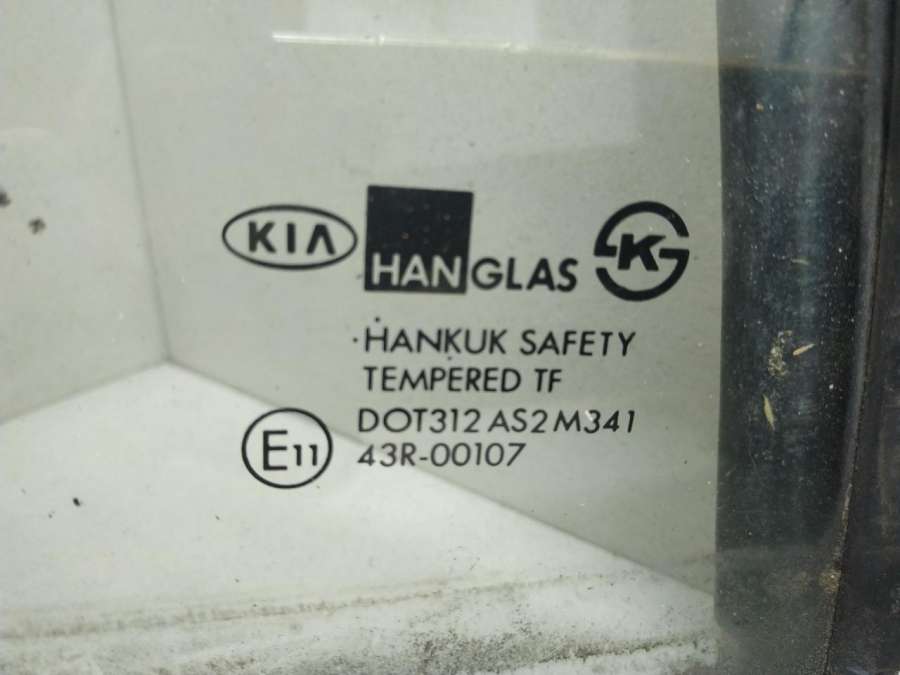 KIA HANGLAS K
HANKUK SAFETY
TEMPERED TF
DOT312 AS2 M341
E11 43R-00107